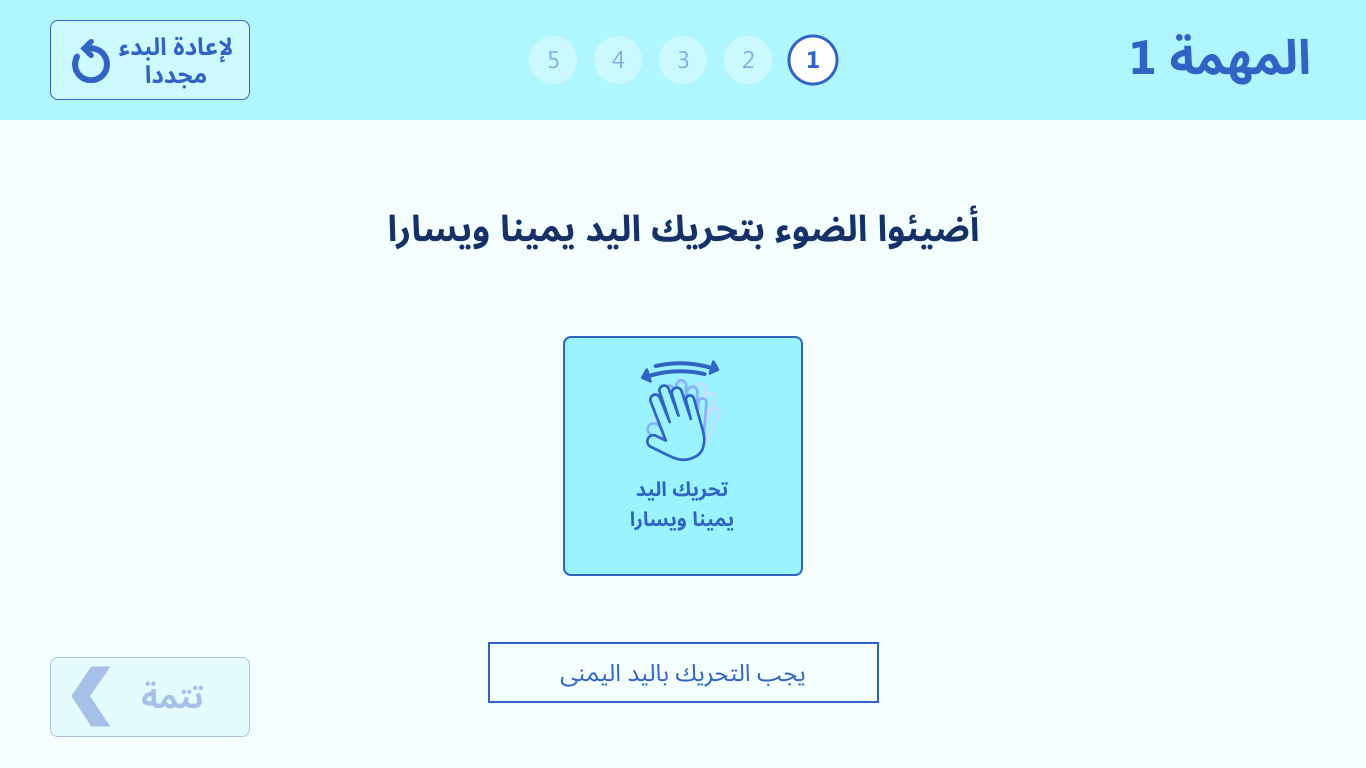 المهمة 1
1
2
3
4
5
لإعادة البدء
مجددا
أضيئوا الضوء بتحريك اليد يمينا ويسارا
تحريك اليد
يمينا ويسارا
يجب التحريك باليد اليمنى
تتمة